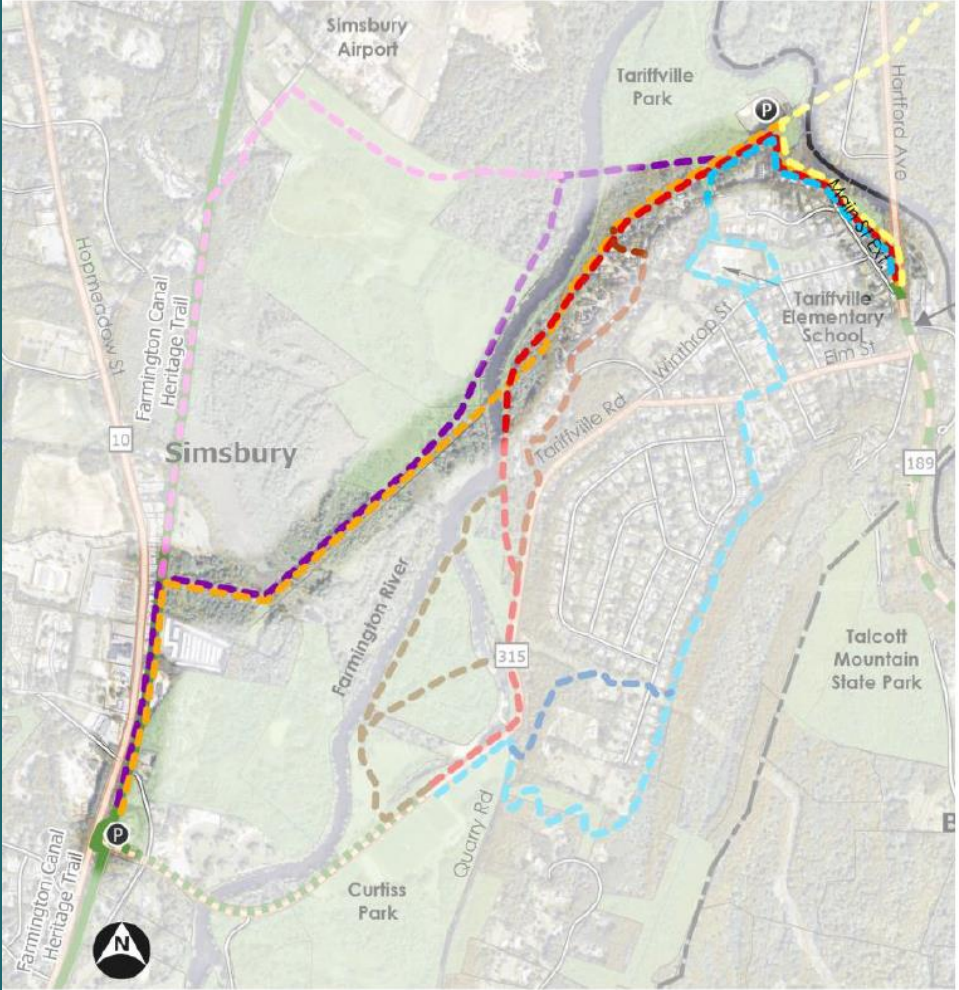 Simsbury
Airport
Tariffville
Park
P
Hartford Ave
Main St Ext
Hopmeadow St
Farmington Canal
Heritage Trail
Tariffville
Elementary
School
Winthrop St
Elm St
Tariffville Rd
10
Simsbury
189
Farmington River
315
Talcott
Mountain
State Park
P
Quarry Rd
B
Curtiss
Park
Farmington Canal
Heritage Trail
N